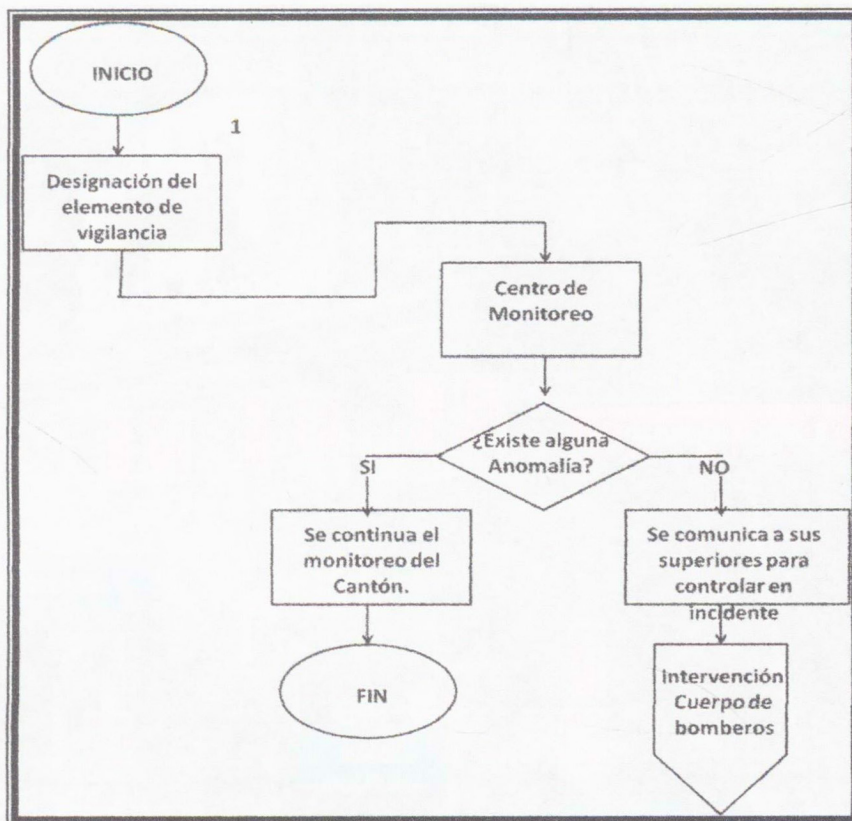 INICIO
1
Designación del
elemento de
vigilancia
Centro de
Monitoreo
¿Existe alguna
Anomalía?
SI
NO
Se continua el
monitoreo del
Cantón.
Se comunica a sus
superiores para
controlar en
incidente
FIN
Intervención
Cuerpo de
bomberos